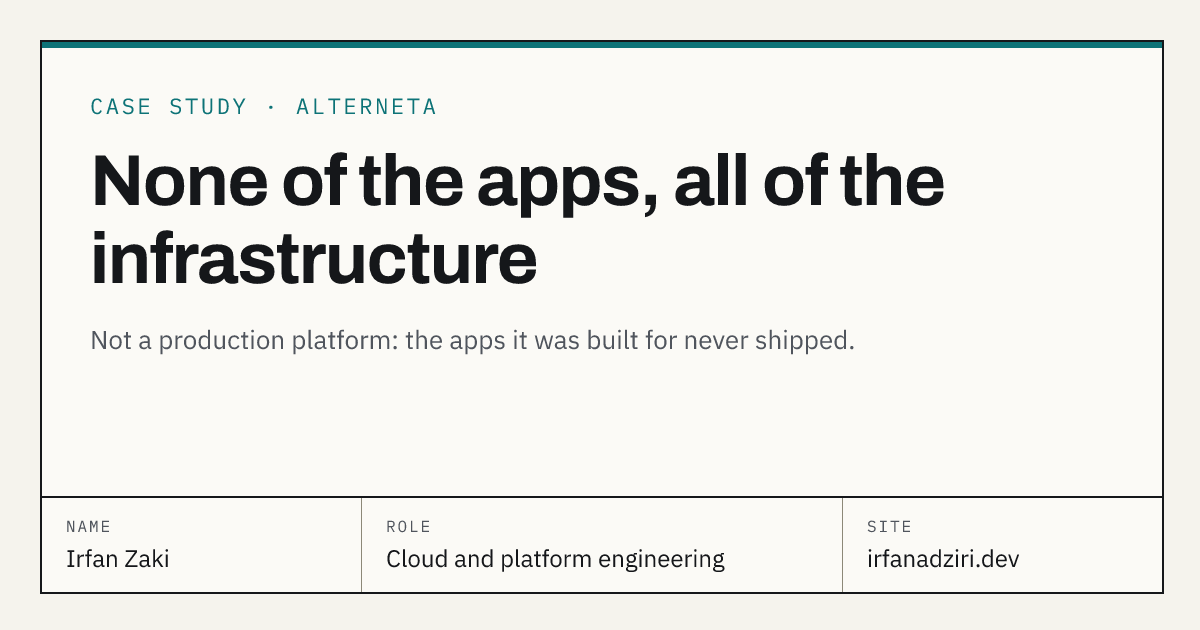 CASE STUDY · ALTERNETA
None of the apps, all of the
infrastructure
Not a production platform: the apps it was built for never shipped.
NAME
Irfan Zaki
ROLE
Cloud and platform engineering
SITE
irfanadziri.dev